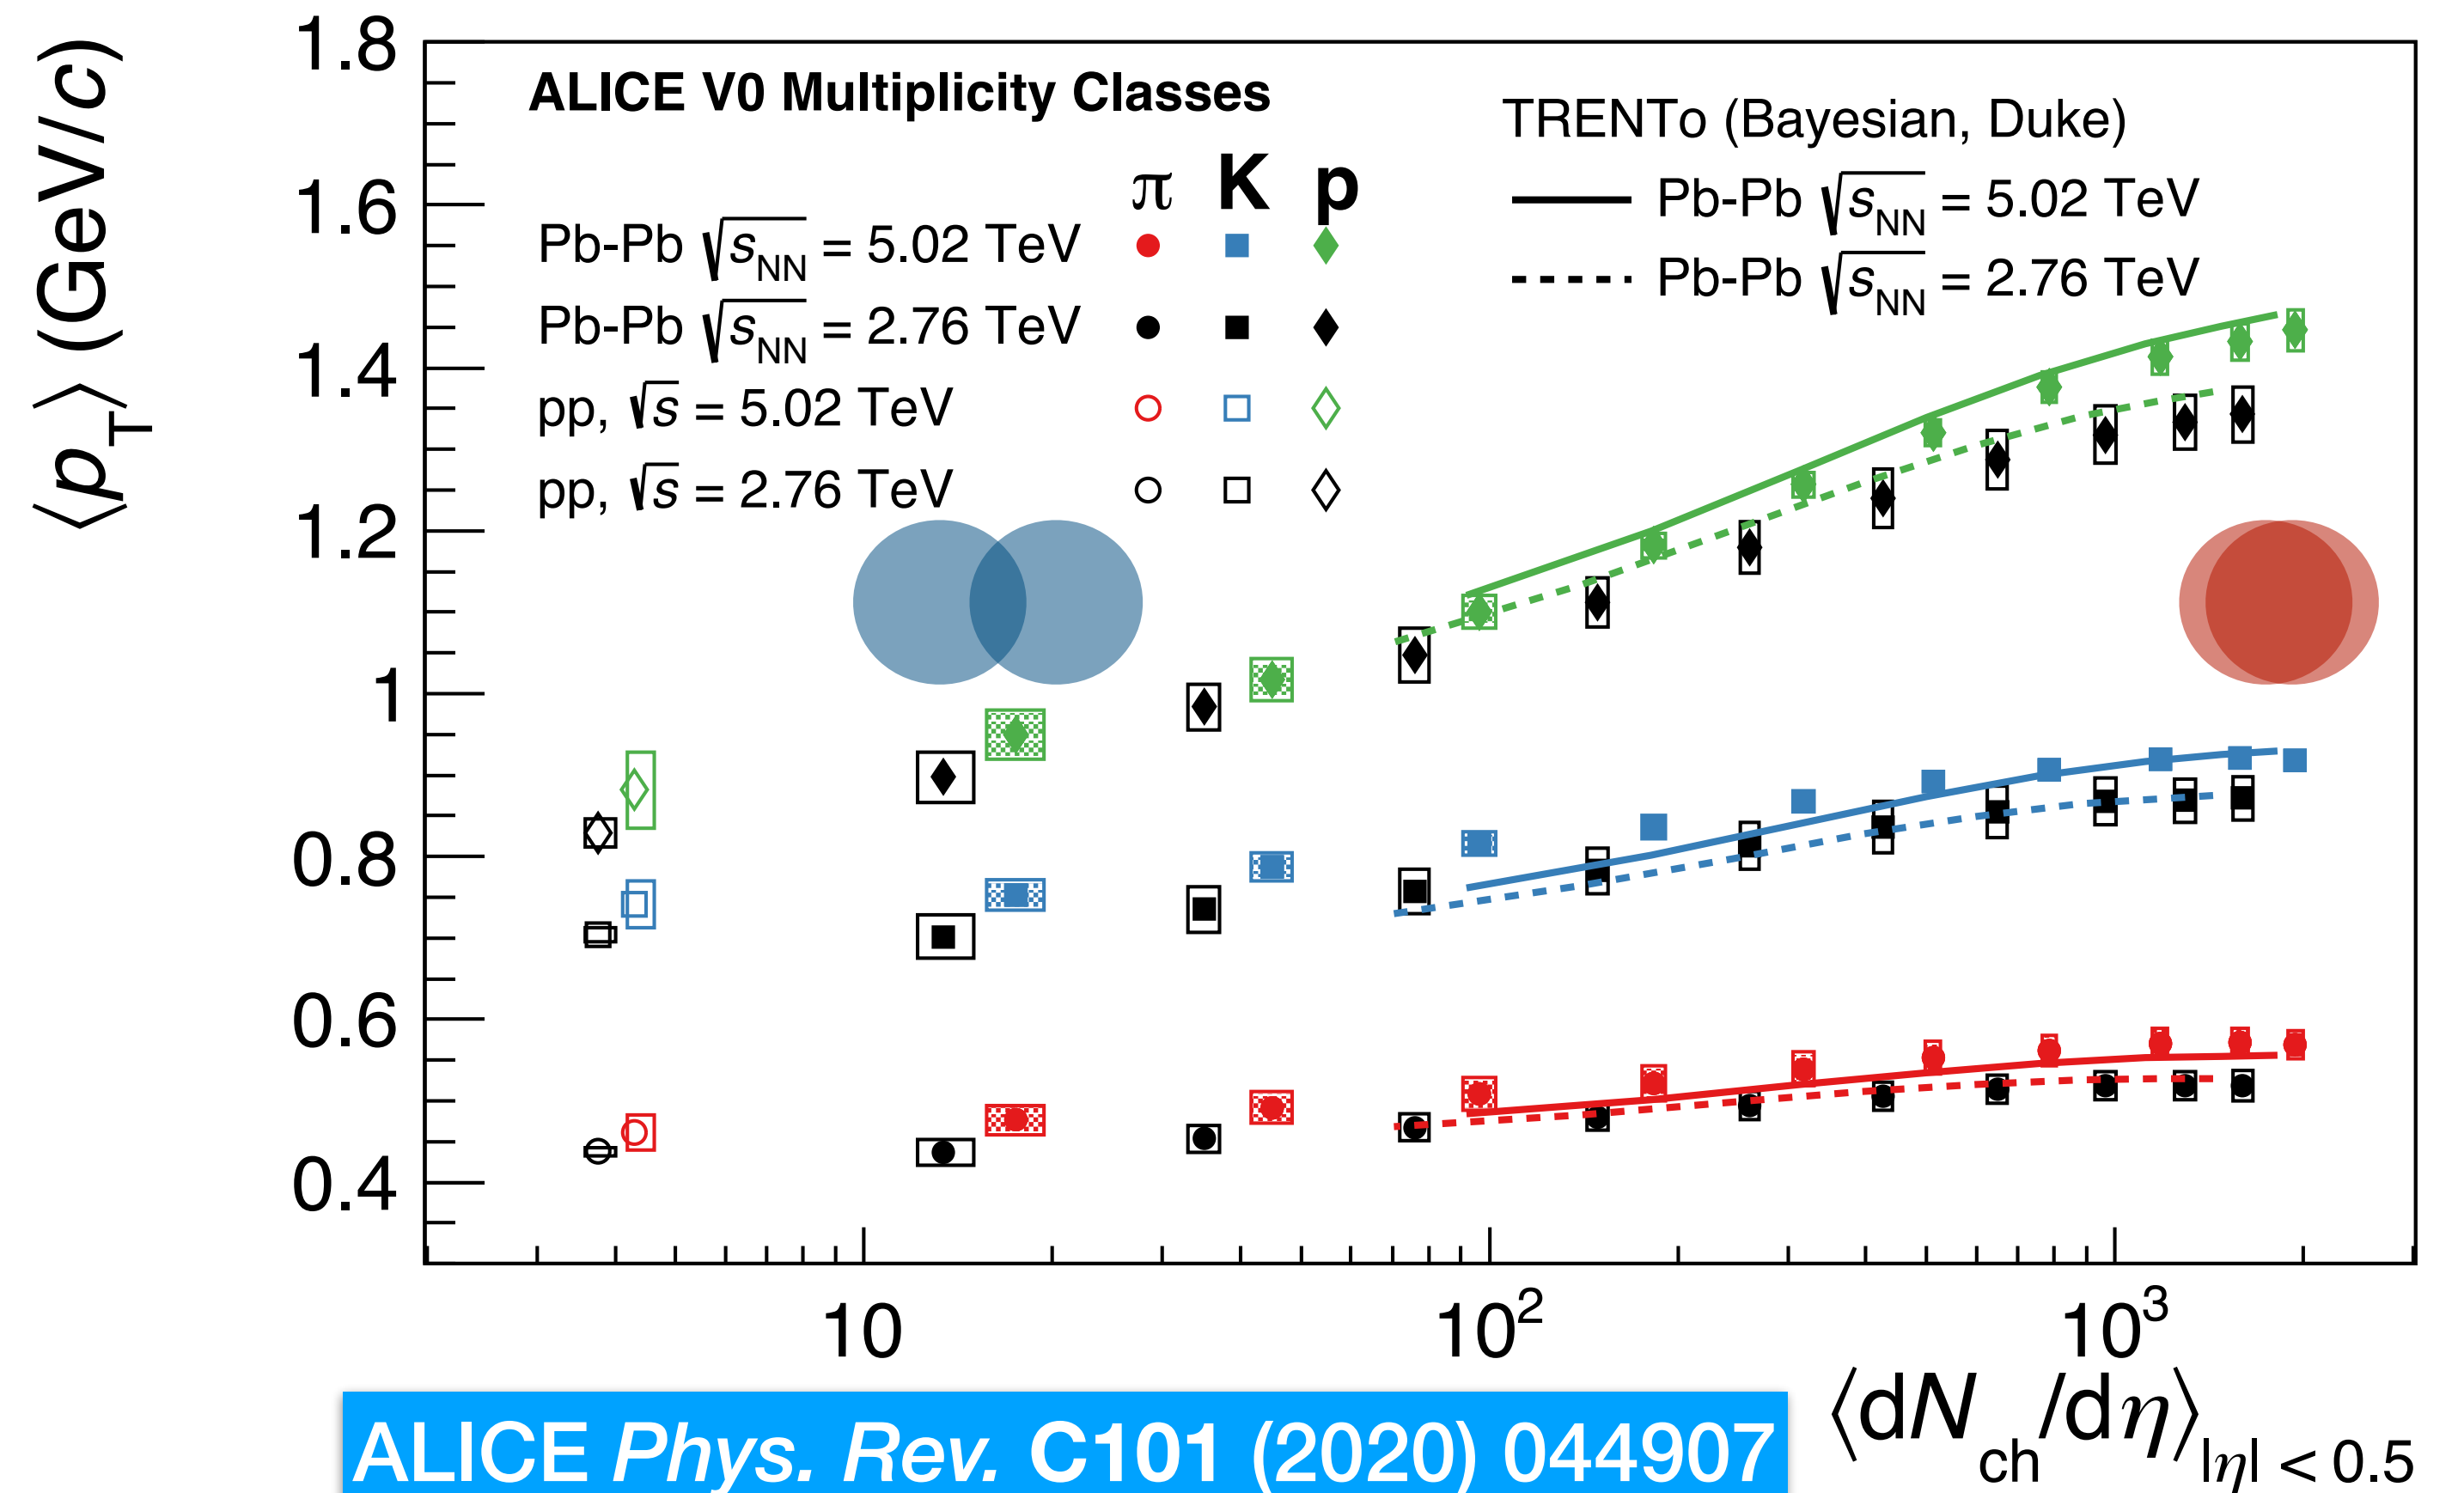 ⟨pT⟩ (GeV/c)
1.8
1.6
1.4
1.2
1
0.8
0.6
0.4
ALICE V0 Multiplicity Classes
π K p
Pb-Pb √sNN = 5.02 TeV
Pb-Pb √sNN = 2.76 TeV
pp, √s = 5.02 TeV
pp, √s = 2.76 TeV
TRENTo (Bayesian, Duke)
Pb-Pb √sNN = 5.02 TeV
Pb-Pb √sNN = 2.76 TeV
10 10² 10³
⟨dNch/dη⟩|η| < 0.5
ALICE Phys. Rev. C101 (2020) 044907